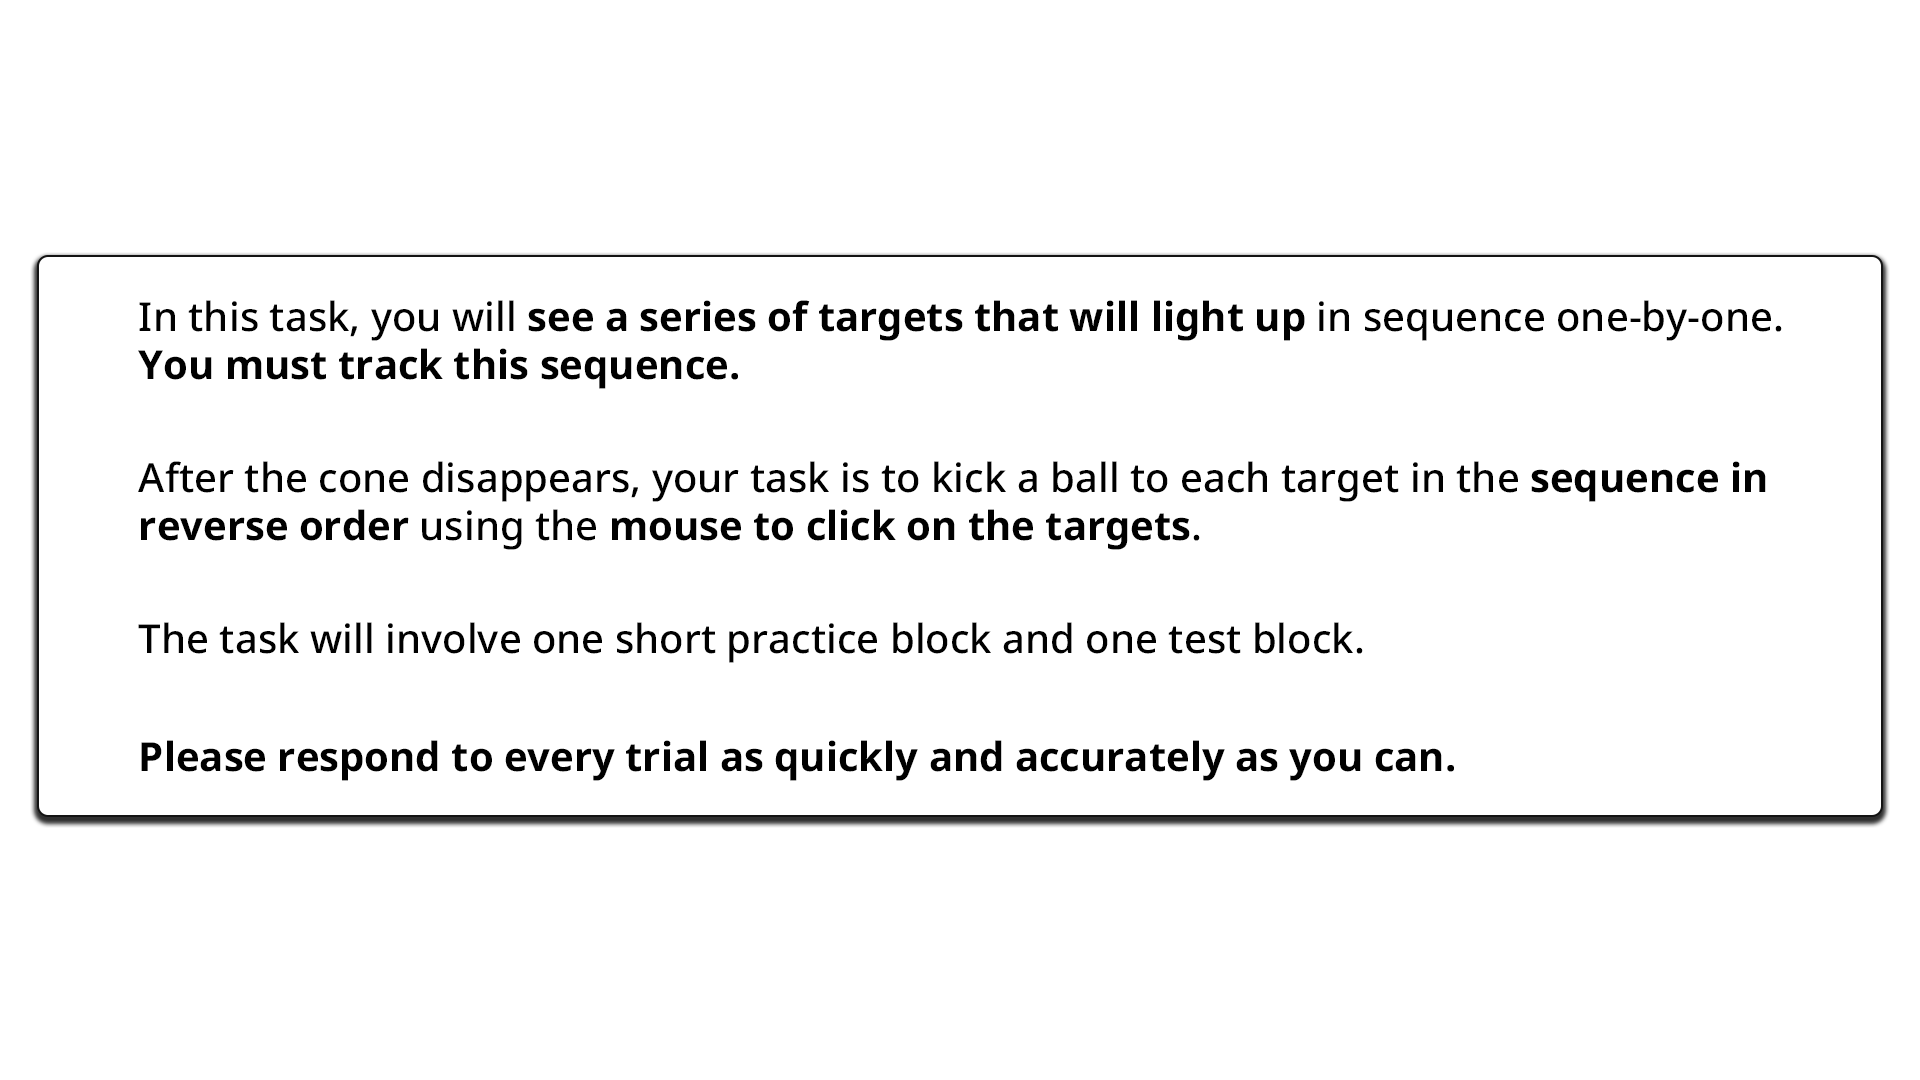 In this task, you will see a series of targets that will light up in sequence one-by-one.
You must track this sequence.
After the cone disappears, your task is to kick a ball to each target in the sequence in
reverse order using the mouse to click on the targets.
The task will involve one short practice block and one test block.
Please respond to every trial as quickly and accurately as you can.